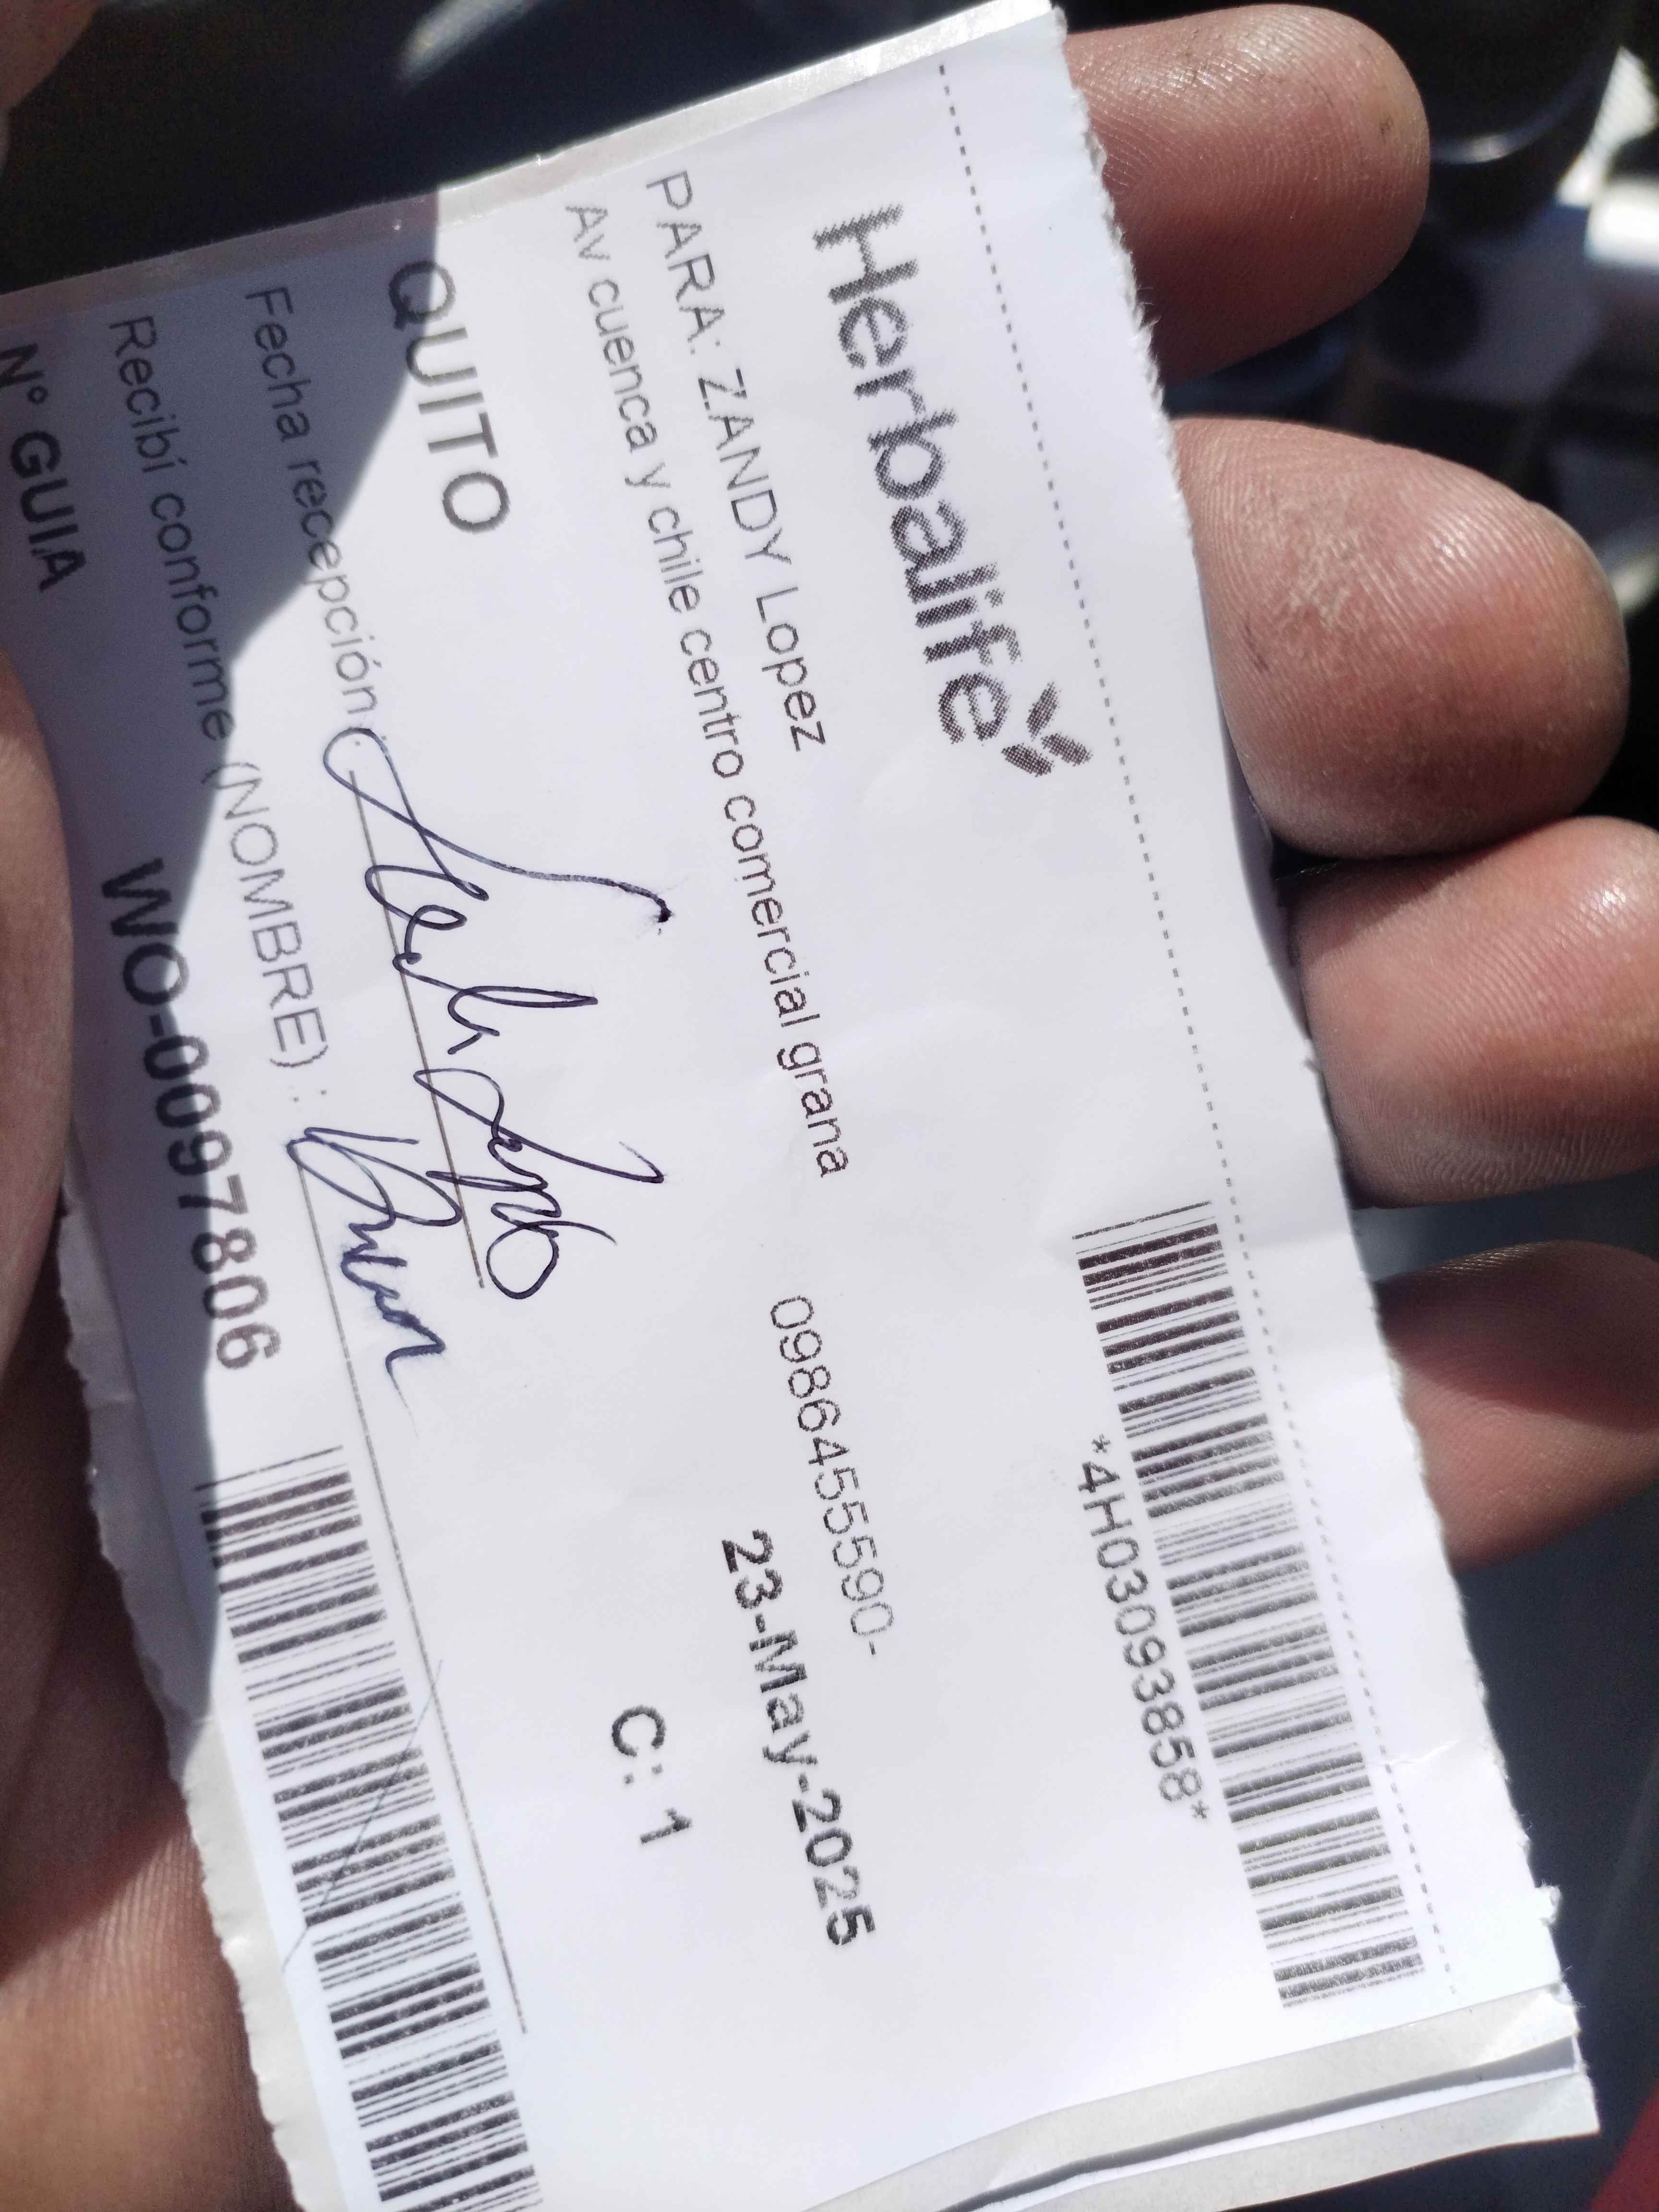 Herbalife
*4H03093858*
PARA: ZANDY Lopez
Av cuenca y chile centro comercial grana
0986455590-
23-May-2025
QUITO
C: 1
Fecha recepción :
Recibí conforme (NOMBRE) :
N° GUIA WO-00977806